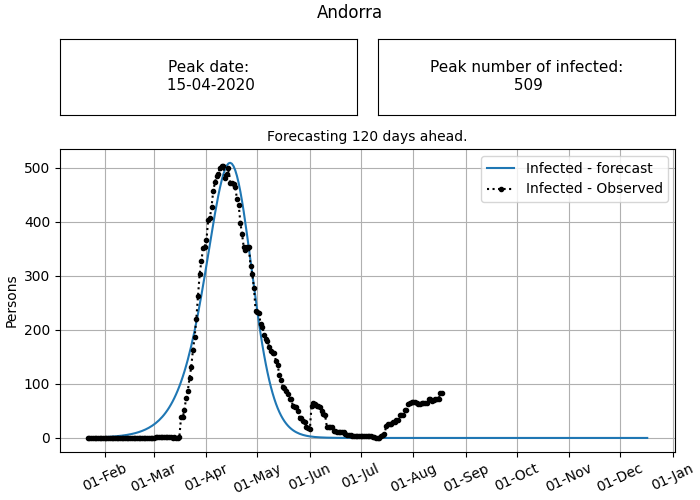 Andorra
Peak date:
15-04-2020
Peak number of infected:
509
Forecasting 120 days ahead.
Infected - forecast
Infected - Observed
Persons
500
400
300
200
100
0
01-Feb
01-Mar
01-Apr
01-May
01-Jun
01-Jul
01-Aug
01-Sep
01-Oct
01-Nov
01-Dec
01-Jan